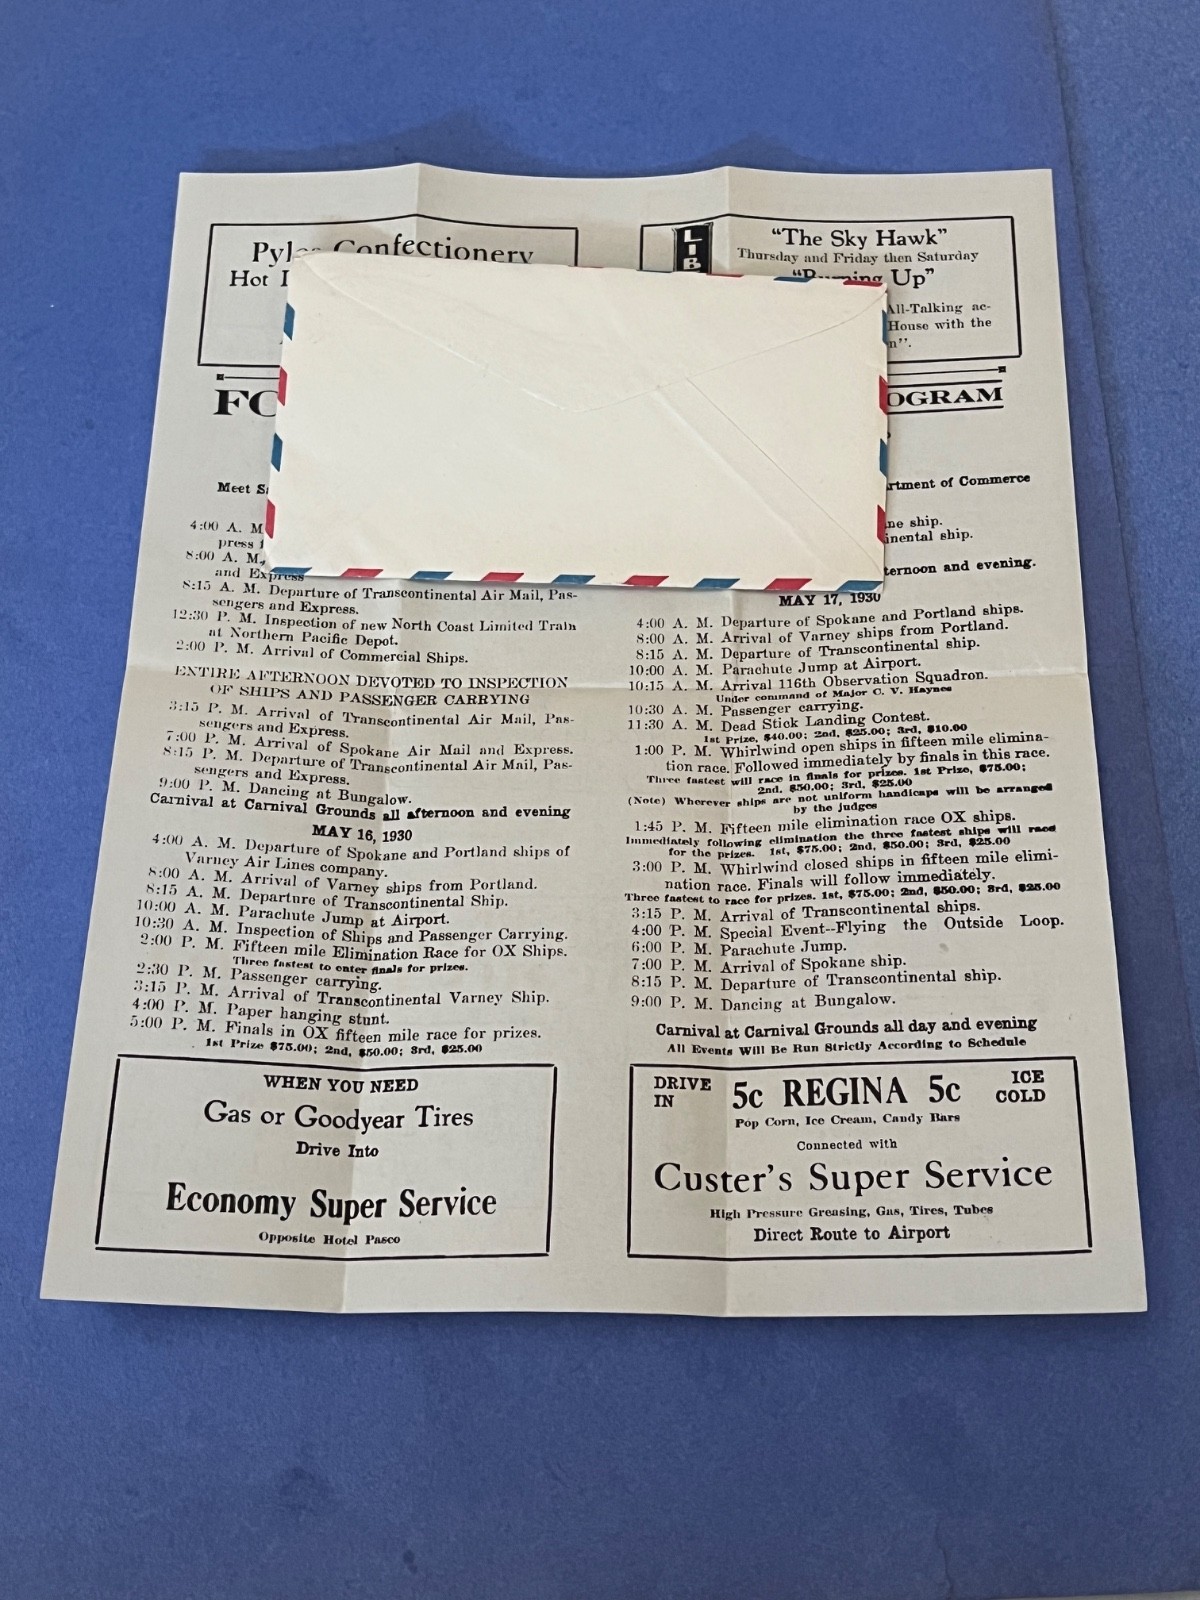 Confectionery
Hot
FO
Meet
4:00 A. M
press
8:00 A. M.,
and Express
8:15 A. M. Departure of Transcontinental Air Mail, Pas-
sengers and Express.
12:30 P. M. Inspection of new North Coast Limited Train
at Northern Pacific Depot.
2:00 P. M. Arrival of Commercial Ships.
ENTIRE AFTERNOON DEVOTED TO INSPECTION
OF SHIPS AND PASSENGER CARRYING
3:15 P. M. Arrival of Transcontinental Air Mail, Pas-
sengers and Express.
7:00 P. M. Arrival of Spokane Air Mail and Express.
8:15 P. M. Departure of Transcontinental Air Mail, Pas-
sengers and Express.
9:00 P. M. Dancing at Bungalow.
Carnival at Carnival Grounds all afternoon and evening
MAY 16, 1930
4:00 A. M. Departure of Spokane and Portland ships of
Varney Air Lines company.
8:00 A. M. Arrival of Varney ships from Portland.
8:15 A. M. Departure of Transcontinental Ship.
10:00 A. M. Parachute Jump at Airport.
10:30 A. M. Inspection of Ships and Passenger Carrying.
2:00 P. M. Fifteen mile Elimination Race for OX Ships.
Three fastest to enter finals for prizes.
2:30 P. M. Passenger carrying.
3:15 P. M. Arrival of Transcontinental Varney Ship.
4:00 P. M. Paper hanging stunt.
5:00 P. M. Finals in OX fifteen mile race for prizes.
1st Prize $75.00; 2nd, $50.00; 3rd, $25.00
WHEN YOU NEED
Gas or Goodyear Tires
Drive Into
Economy Super Service
Opposite Hotel Pasco
LIB
"The Sky Hawk"
Thursday and Friday then Saturday
Up"
All-Talking ac-
House with the
n".
OGRAM
rtment of Commerce
ne ship.
inental ship.
ternoon and evening.
MAY 17, 1930
4:00 A. M. Departure of Spokane and Portland ships.
8:00 A. M. Arrival of Varney ships from Portland.
8:15 A. M. Departure of Transcontinental ship.
10:00 A. M. Parachute Jump at Airport.
10:15 A. M. Arrival 116th Observation Squadron.
Under command of Major C. V. Haynes
10:30 A. M. Passenger carrying.
11:30 A. M. Dead Stick Landing Contest.
1st Prize, $40.00; 2nd, $25.00; 3rd, $10.00
1:00 P. M. Whirlwind open ships in fifteen mile elimina-
tion race. Followed immediately by finals in this race.
Three fastest will race in finals for prizes. 1st Prize, $75.00;
2nd, $50.00; 3rd, $25.00
(Note) Wherever ships are not uniform handicaps will be arranged
by the judges
1:45 P. M. Fifteen mile elimination race OX ships.
Immediately following elimination the three fastest ships will race
for the prizes. 1st, $75.00; 2nd, $50.00; 3rd, $25.00
3:00 P. M. Whirlwind closed ships in fifteen mile elimi-
nation race. Finals will follow immediately.
Three fastest to race for prizes. 1st, $75.00; 2nd, $50.00; 3rd, $25.00
3:15 P. M. Arrival of Transcontinental ships.
4:00 P. M. Special Event--Flying the Outside Loop.
6:00 P. M. Parachute Jump.
7:00 P. M. Arrival of Spokane ship.
8:15 P. M. Departure of Transcontinental ship.
9:00 P. M. Dancing at Bungalow.
Carnival at Carnival Grounds all day and evening
All Events Will Be Run Strictly According to Schedule
DRIVE IN 5c REGINA 5c ICE COLD
Pop Corn, Ice Cream, Candy Bars
Connected with
Custer's Super Service
High Pressure Greasing, Gas, Tires, Tubes
Direct Route to Airport